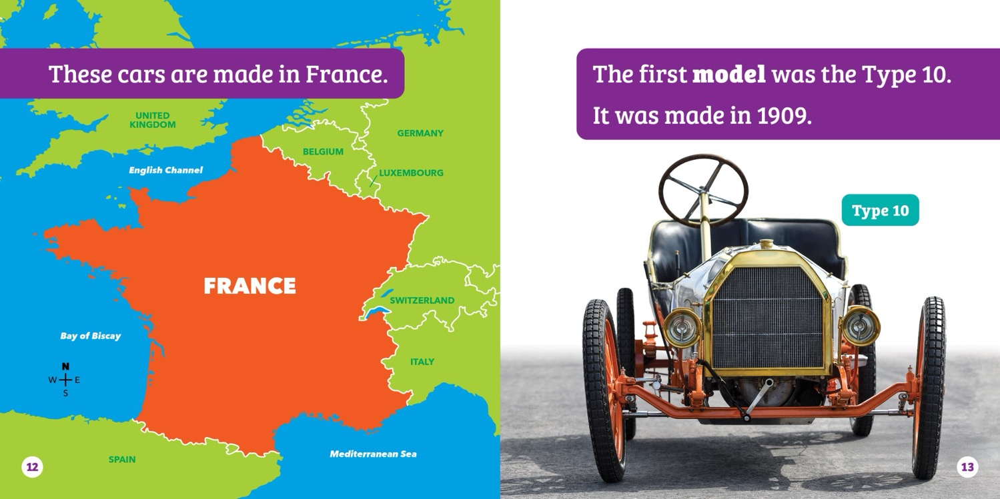 These cars are made in France.
UNITED
KINGDOM
GERMANY
BELGIUM
English Channel
LUXEMBOURG
FRANCE
SWITZERLAND
Bay of Biscay
ITALY
N
W E
S
Mediterranean Sea
SPAIN
12
The first model was the Type 10.
It was made in 1909.
Type 10
13